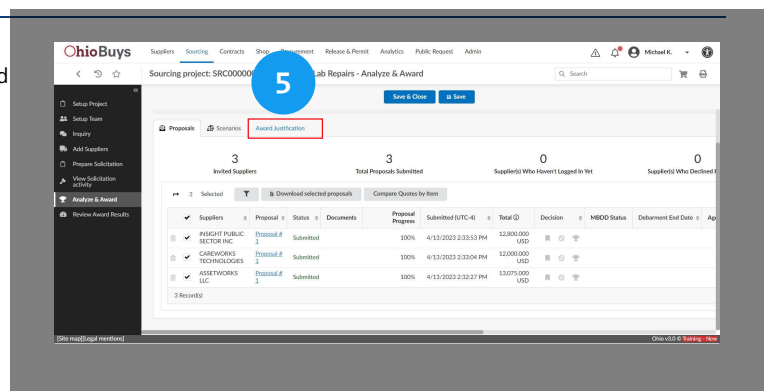 d
OhioBuys Suppliers Sourcing Contracts Shop Release & Permit Analytics Public Request Admin Michael K.
Sourcing project: SRC00000 Lab Repairs - Analyze & Award Search
5
Save & Close Save
Setup Project
Setup Team
Inquiry
Add Suppliers
Prepare Solicitation
View Solicitation
activity
Analyze & Award
Review Award Results
Proposals Scenarios Award Justification
3 3 0 0
Invited Suppliers Total Proposals Submitted Supplier(s) Who Haven't Logged In Yet Supplier(s) Who Declined
3 Selected Download selected proposals Compare Quotes by Item
Suppliers Proposal Status Documents Proposal Progress Submitted (UTC-4) Total Decision MBDD Status Debarment End Date
INSIGHT PUBLIC SECTOR INC Proposal # 1 Submitted 100% 4/13/2023 2:33:53 PM 12,800.000 USD
CAREWORKS TECHNOLOGIES Proposal # 1 Submitted 100% 4/13/2023 2:33:04 PM 12,000.000 USD
ASSETWORKS LLC Proposal # 1 Submitted 100% 4/13/2023 2:32:27 PM 13,075.000 USD
3 Record(s)
[Site map][Legal mentions] Ohio v3.0 © Training - New